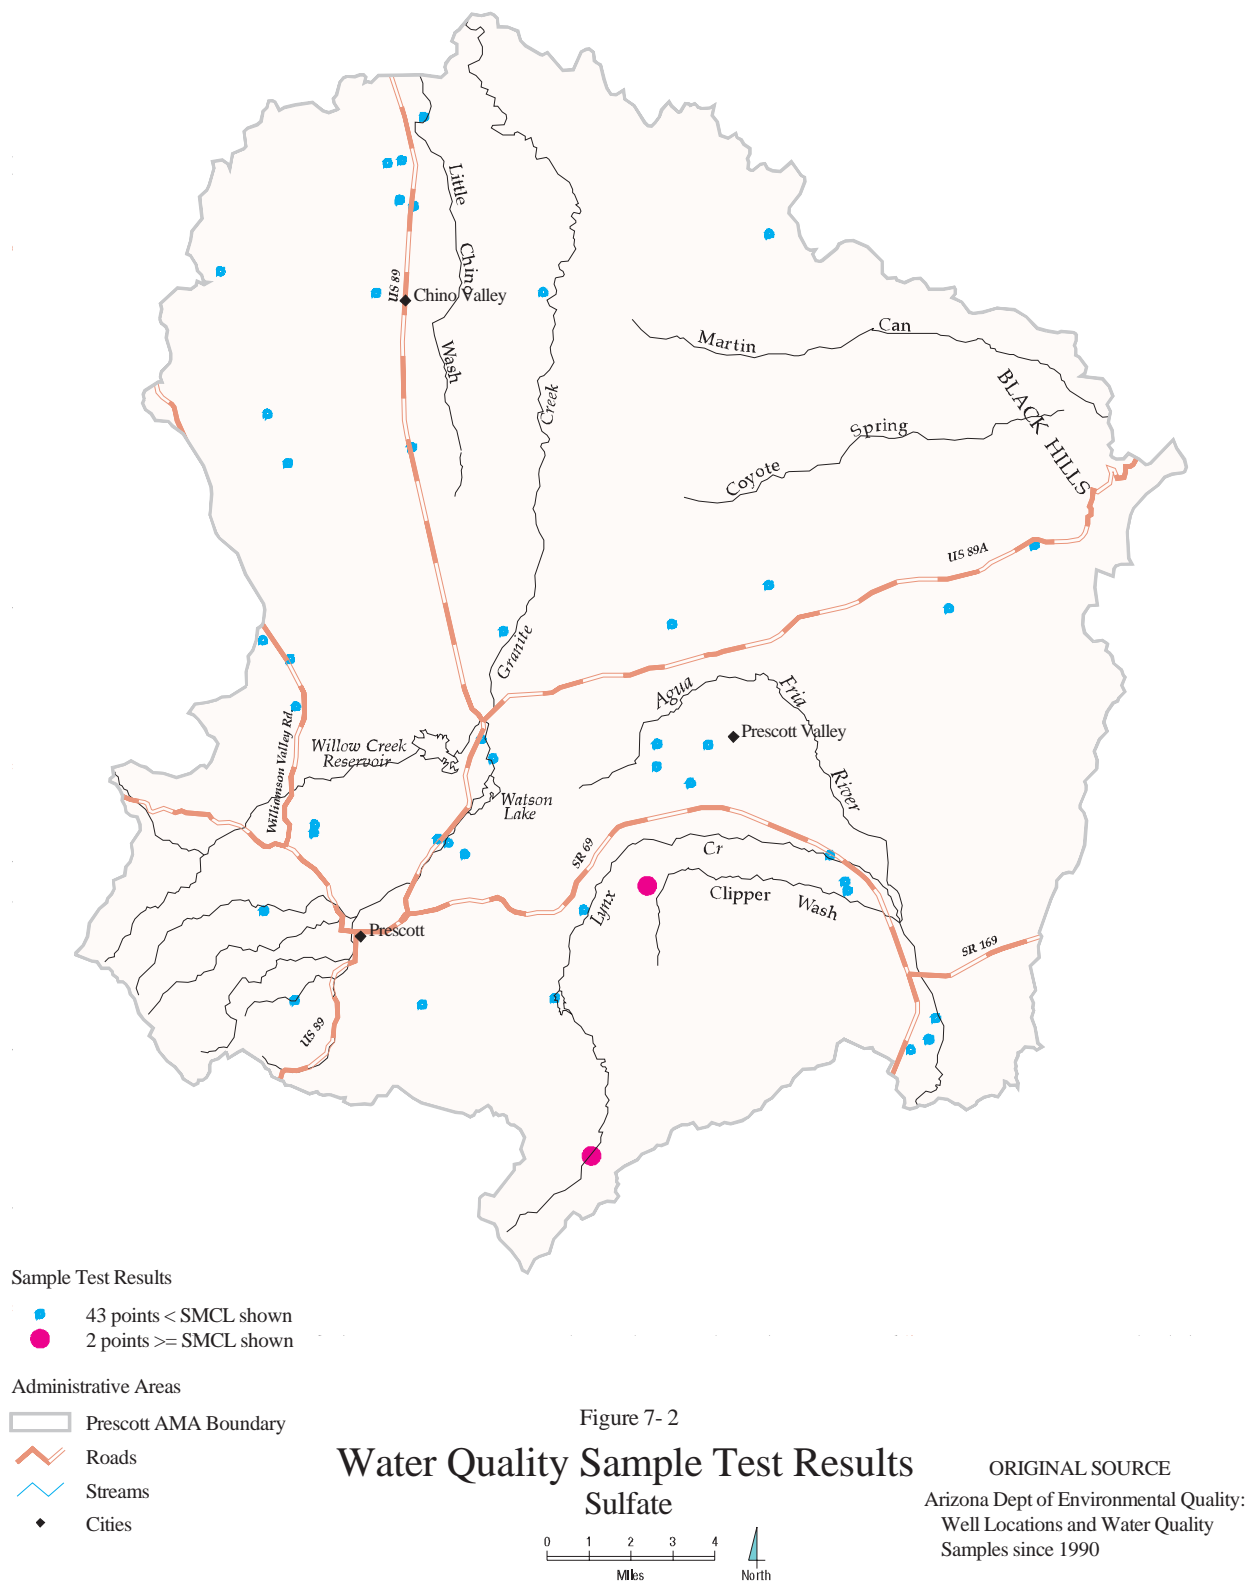 Little
Chino
Wash
US 89
Chino Valley
Creek
Martin
Can
BLACK HILLS
Spring
Coyote
US 89A
Granite
Agua
Fria
River
Prescott Valley
Williamson Valley Rd.
Willow Creek
Reservoir
Watson
Lake
SR 69
Cr
Lynx
Clipper
Wash
Prescott
SR 169
US 89
Sample Test Results
43 points < SMCL shown
2 points >= SMCL shown
Administrative Areas
Prescott AMA Boundary
Roads
Streams
Cities
Figure 7- 2
Water Quality Sample Test Results
Sulfate
0 1 2 3 4
Miles
North
ORIGINAL SOURCE
Arizona Dept of Environmental Quality:
Well Locations and Water Quality
Samples since 1990